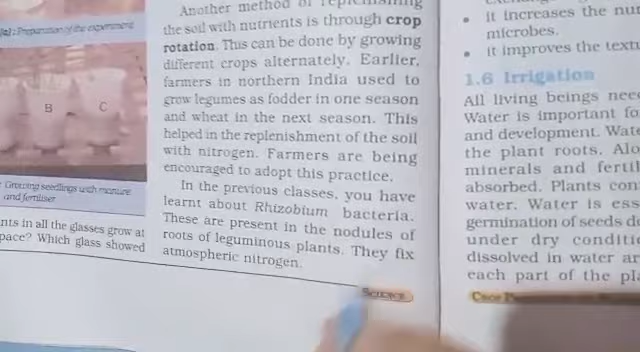 (a) : Preparation of the experiment
B
C
Growing seedlings with manure
and fertiliser
nts in all the glasses grow at
pace? Which glass showed
Another method of replenishing
the soil with nutrients is through crop
rotation. This can be done by growing
different crops alternately. Earlier,
farmers in northern India used to
grow legumes as fodder in one season
and wheat in the next season. This
helped in the replenishment of the soil
with nitrogen. Farmers are being
encouraged to adopt this practice.
In the previous classes, you have
learnt about Rhizobium bacteria.
These are present in the nodules of
roots of leguminous plants. They fix
atmospheric nitrogen.
Science
• it increases the nu
microbes.
• it improves the text
1.6 Irrigation
All living beings nee
Water is important fo
and development. Wate
the plant roots. Alo
minerals and fertil
absorbed. Plants con
water. Water is ess
germination of seeds d
under dry conditi
dissolved in water ar
each part of the pla
Crop